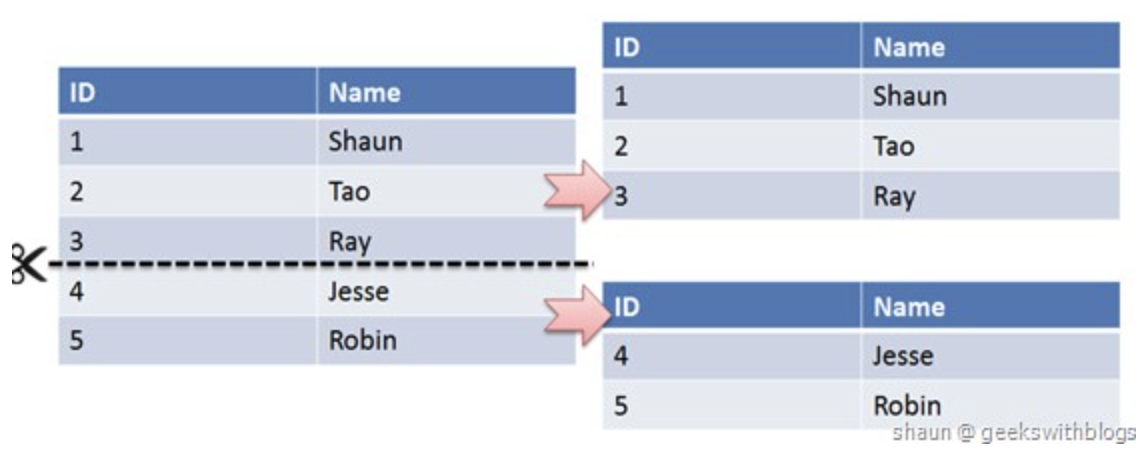 ID Name
1 Shaun
2 Tao
3 Ray
4 Jesse
5 Robin
ID Name
1 Shaun
2 Tao
3 Ray
ID Name
4 Jesse
5 Robin
shaun @ geekswithblogs